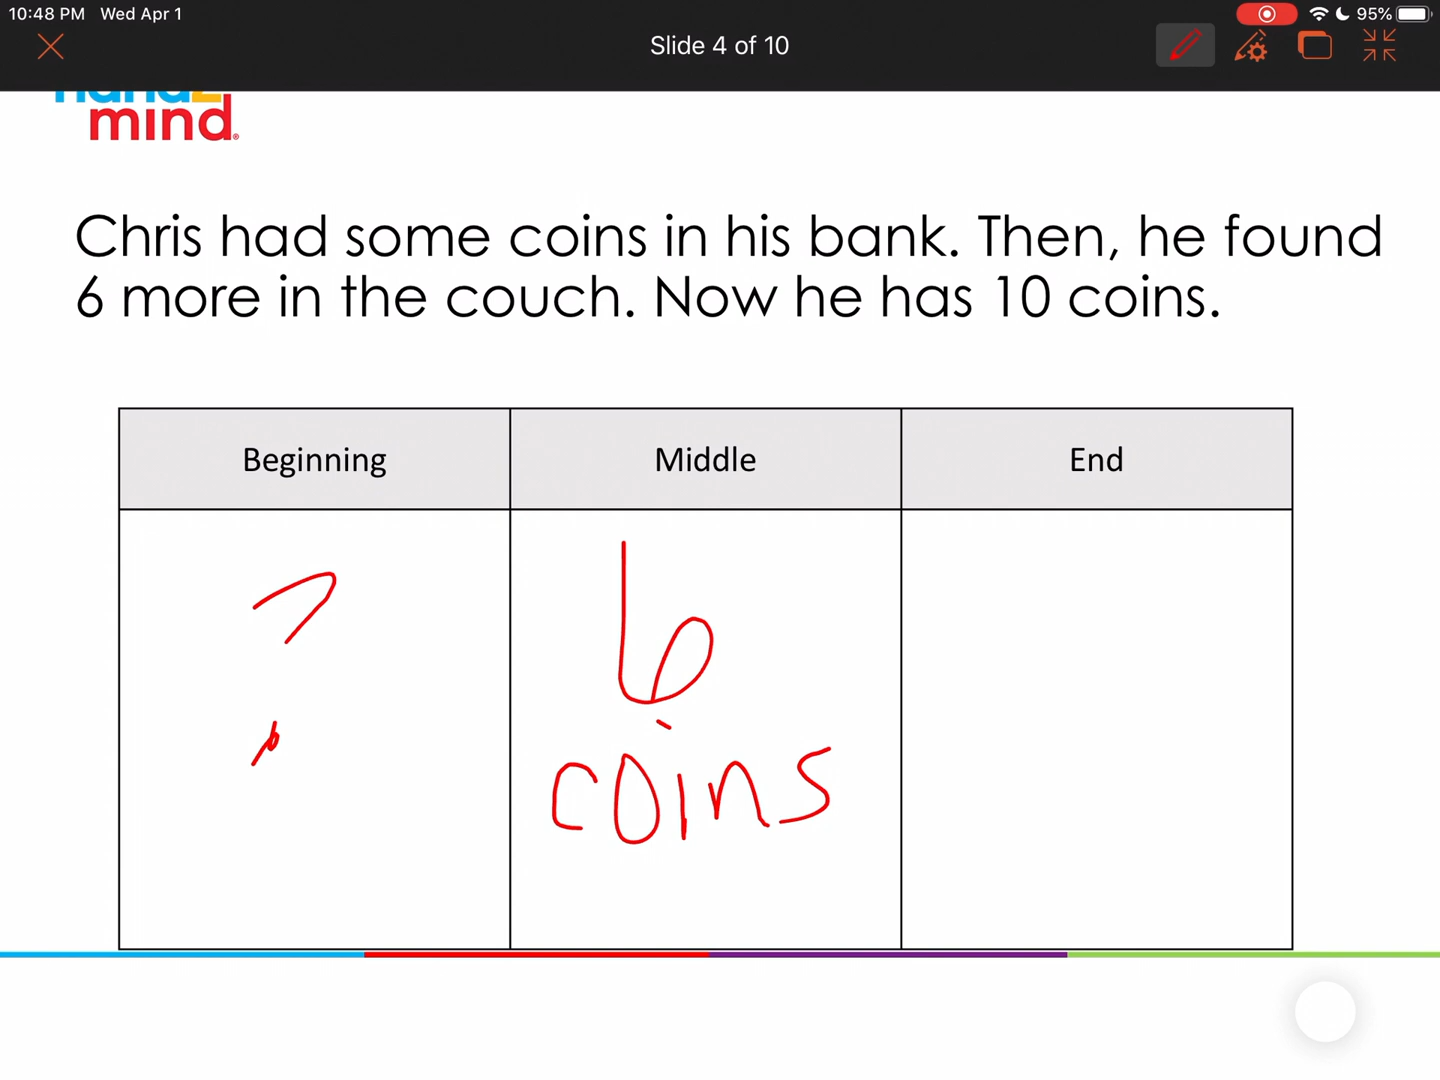 10:48 PM Wed Apr 1 95%
Slide 4 of 10
hand2
mind®
Chris had some coins in his bank. Then, he found
6 more in the couch. Now he has 10 coins.
Beginning Middle End
? 6
coins